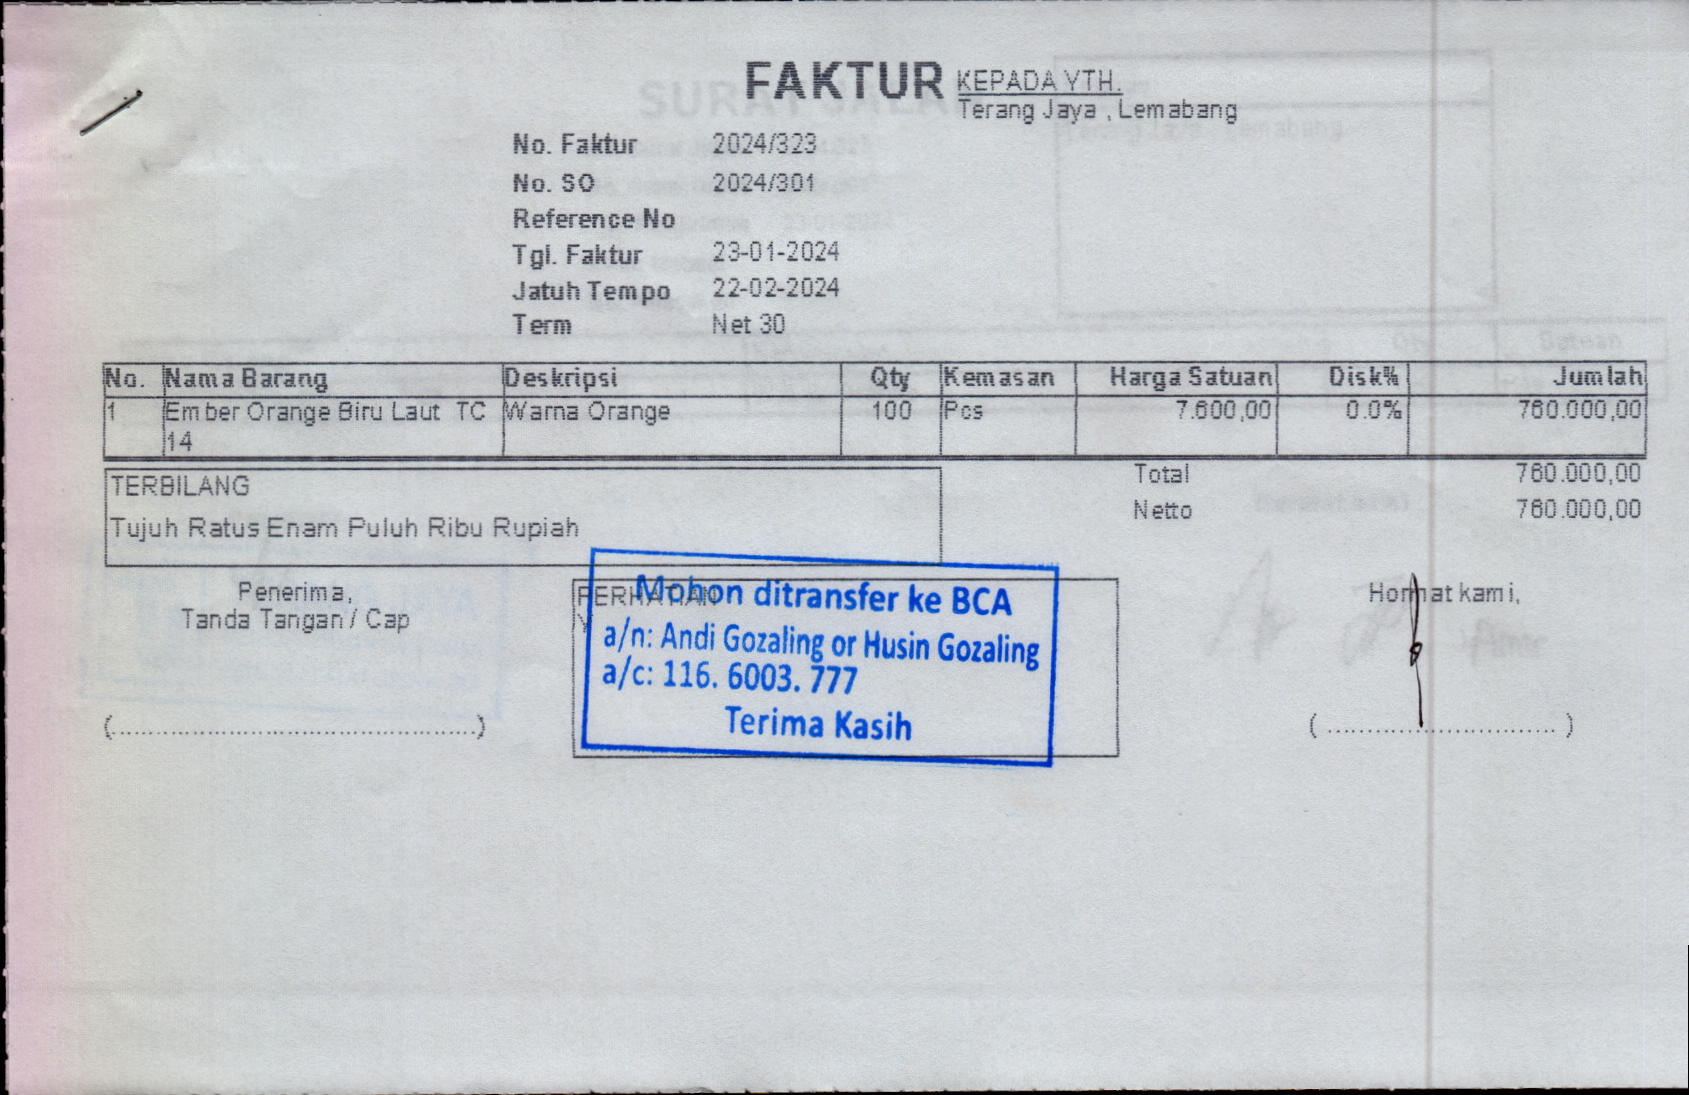 FAKTUR
KEPADA YTH.
Terang Jaya , Lemabang
No. Faktur 2024/323
No. SO 2024/301
Reference No
Tgl. Faktur 23-01-2024
Jatuh Tempo 22-02-2024
Term Net 30
No. Nama Barang Deskripsi Qty Kemasan Harga Satuan Disk% Jumlah
1 Ember Orange Biru Laut TC Warna Orange 100 Pcs 7.600,00 0.0% 760.000,00
14
Total 760.000,00
TERBILANG
Netto 760.000,00
Tujuh Ratus Enam Puluh Ribu Rupiah
Penerima,
Tanda Tangan / Cap
PERHATIAN
Mohon ditransfer ke BCA
a/n: Andi Gozaling or Husin Gozaling
a/c: 116. 6003. 777
Terima Kasih
Hormat kami,
(..............................................)
( ............................. )